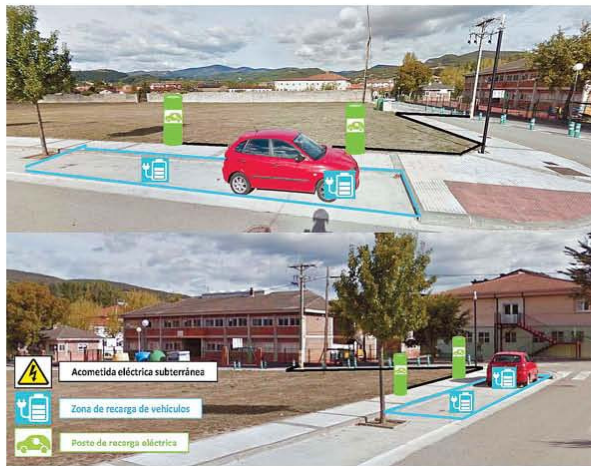 Acometida eléctrica subterránea
Zona de recarga de vehículos
Poste de recarga eléctrica